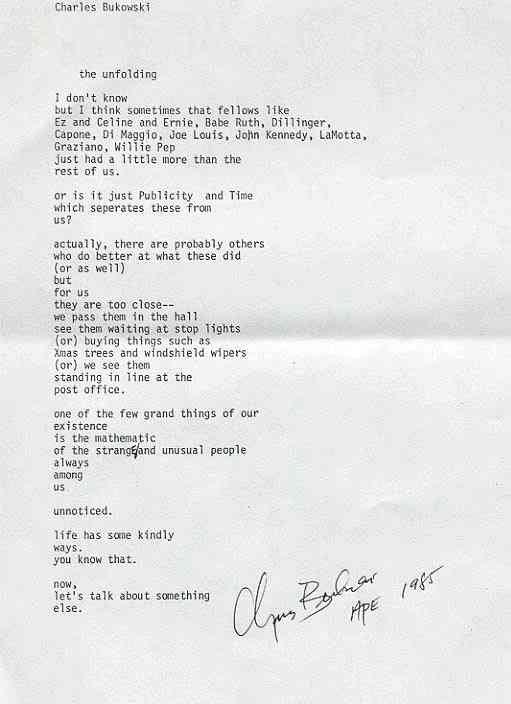 Charles Bukowski
the unfolding
I don't know
but I think sometimes that fellows like
Ez and Celine and Ernie, Babe Ruth, Dillinger,
Capone, Di Maggio, Joe Louis, John Kennedy, LaMotta,
Graziano, Willie Pep
just had a little more than the
rest of us.
or is it just Publicity  and Time
which seperates these from
us?
actually, there are probably others
who do better at what these did
(or as well)
but
for us
they are too close--
we pass them in the hall
see them waiting at stop lights
(or) buying things such as
Xmas trees and windshield wipers
(or) we see them
standing in line at the
post office.
one of the few grand things of our
existence
is the mathematic
of the strange/and unusual people
always
among
us
unnoticed.
life has some kindly
ways.
you know that.
now,
let's talk about something
else.
Chas Bukowski
APE 1985